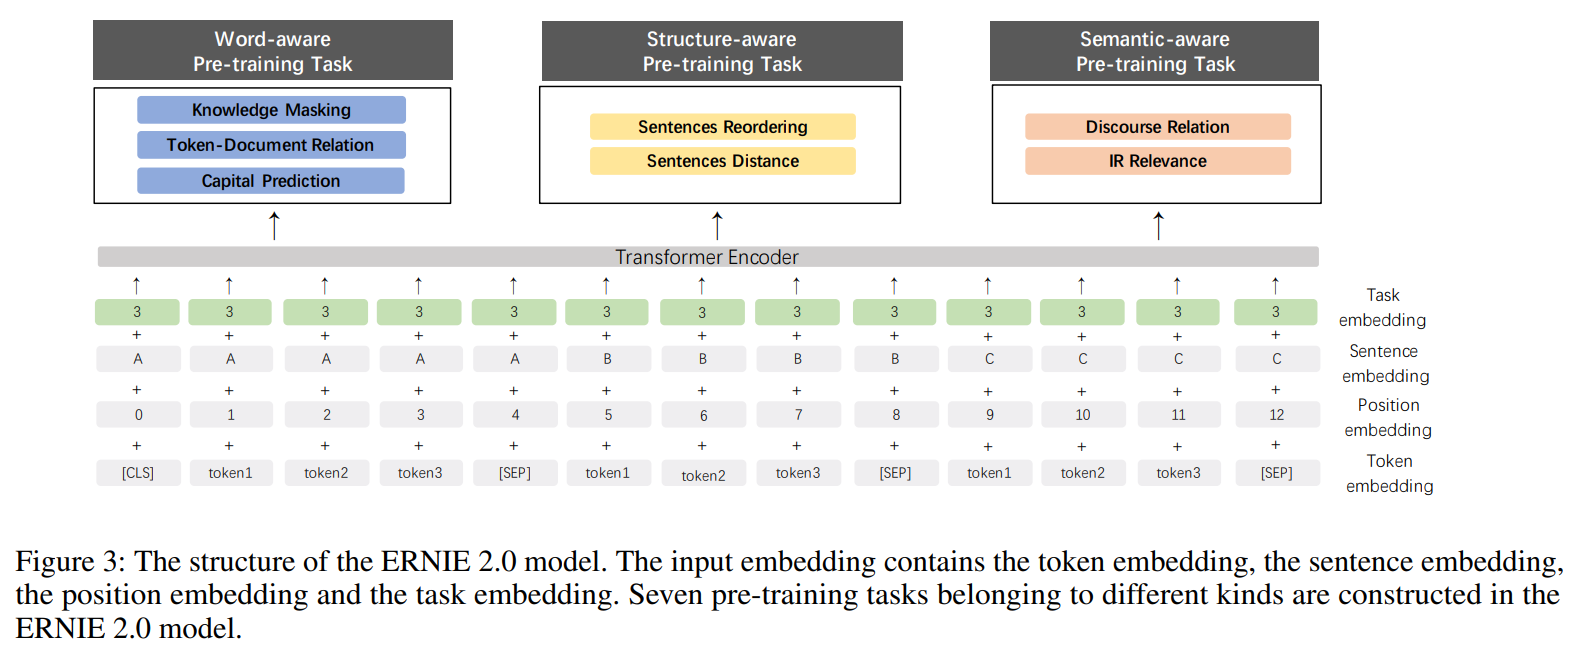 Word-aware
Pre-training Task
Structure-aware
Pre-training Task
Semantic-aware
Pre-training Task
Knowledge Masking
Token-Document Relation
Capital Prediction
Sentences Reordering
Sentences Distance
Discourse Relation
IR Relevance
Transformer Encoder
3 3 3 3 3 3 3 3 3 3 3 3 3
Task
embedding
+ + + + + + + + + + + + +
A A A A A B B B B C C C C
Sentence
embedding
+ + + + + + + + + + + + +
0 1 2 3 4 5 6 7 8 9 10 11 12
Position
embedding
+ + + + + + + + + + + + +
[CLS] token1 token2 token3 [SEP] token1 token2 token3 [SEP] token1 token2 token3 [SEP]
Token
embedding
Figure 3: The structure of the ERNIE 2.0 model. The input embedding contains the token embedding, the sentence embedding,
the position embedding and the task embedding. Seven pre-training tasks belonging to different kinds are constructed in the
ERNIE 2.0 model.